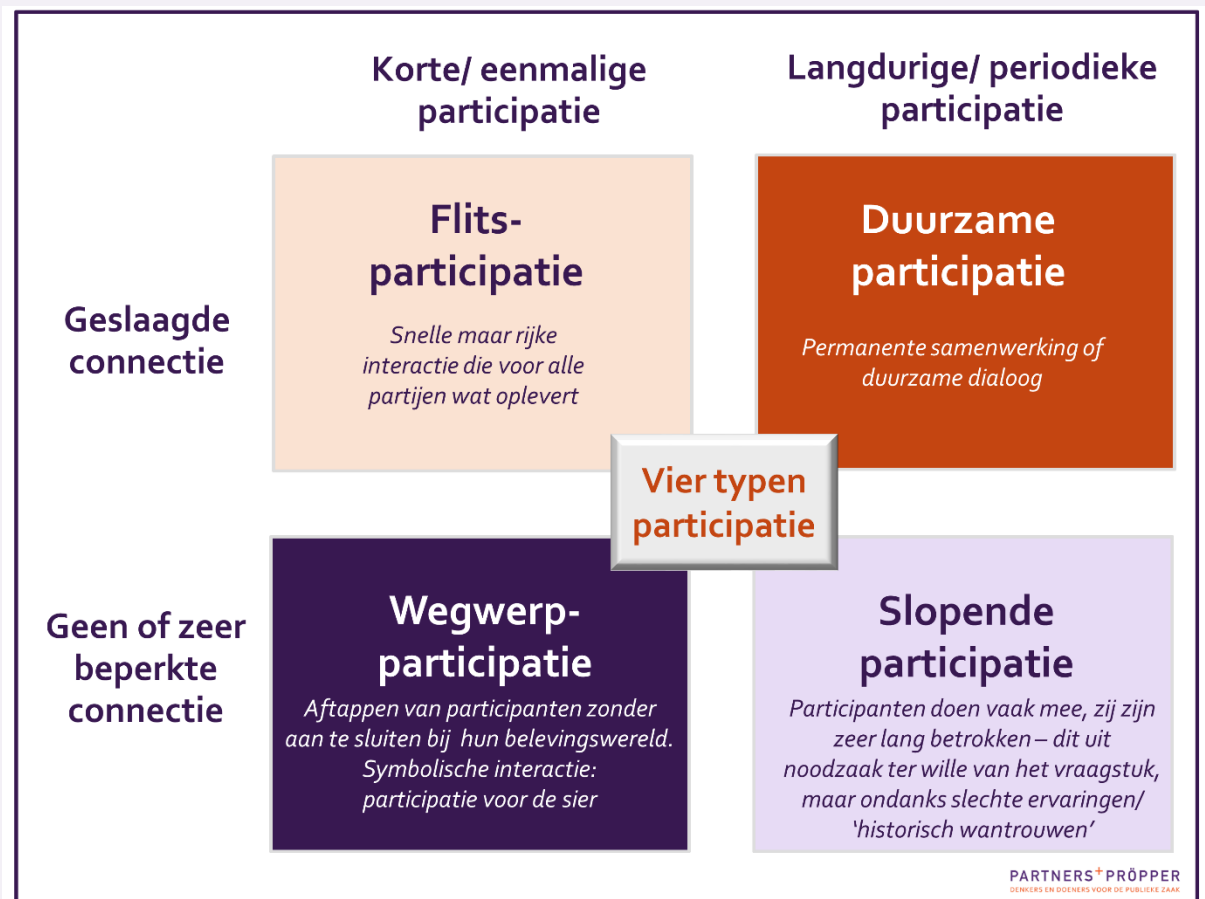 Korte/ eenmalige
participatie
Langdurige/ periodieke
participatie
Geslaagde
connectie
Flits-
participatie
Snelle maar rijke
interactie die voor alle
partijen wat oplevert
Duurzame
participatie
Permanente samenwerking of
duurzame dialoog
Vier typen
participatie
Geen of zeer
beperkte
connectie
Wegwerp-
participatie
Aftappen van participanten zonder
aan te sluiten bij hun belevingswereld.
Symbolische interactie:
participatie voor de sier
Slopende
participatie
Participanten doen vaak mee, zij zijn
zeer lang betrokken – dit uit
noodzaak ter wille van het vraagstuk,
maar ondanks slechte ervaringen/
‘historisch wantrouwen’
PARTNERS+PRÖPPER
DENKERS EN DOENERS VOOR DE PUBLIEKE ZAAK